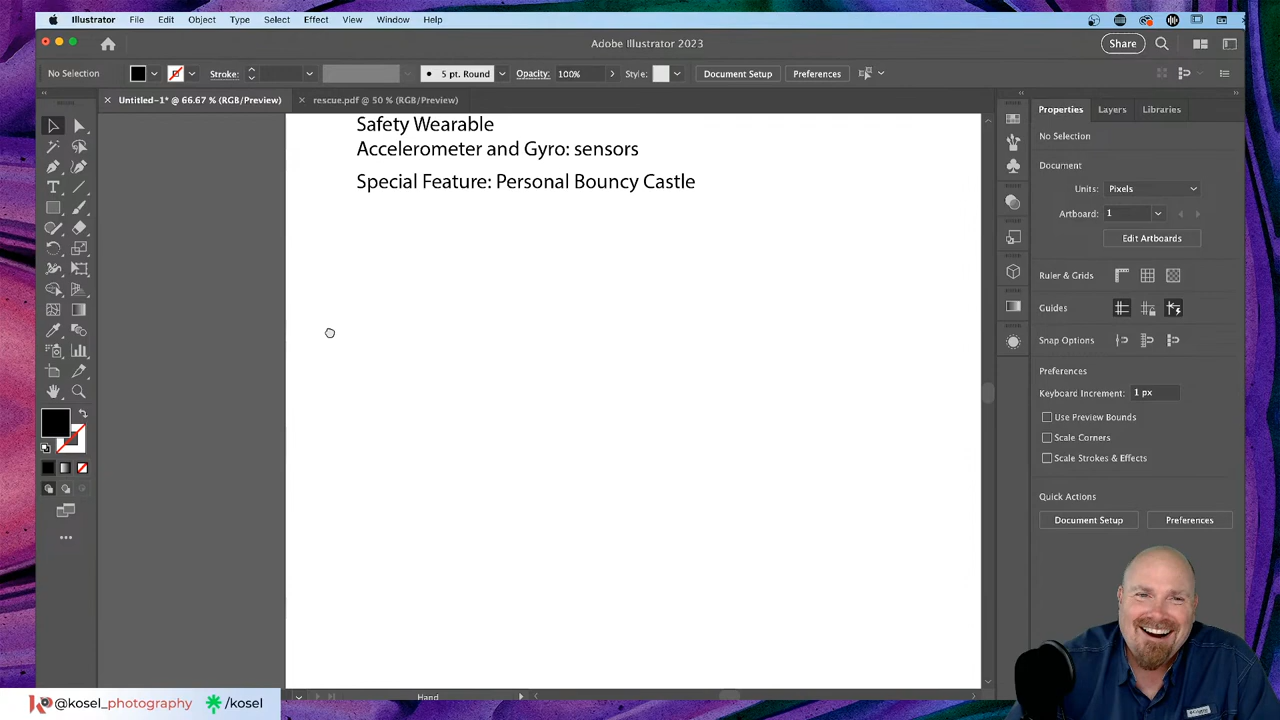 Illustrator File Edit Object Type Select Effect View Window Help
Adobe Illustrator 2023
Share
No Selection
Stroke:
5 pt. Round
Opacity: 100%
Style:
Document Setup
Preferences
Untitled-1* @ 66.67 % (RGB/Preview)
rescue.pdf @ 50 % (RGB/Preview)
Safety Wearable
Accelerometer and Gyro: sensors
Special Feature: Personal Bouncy Castle
Properties Layers Libraries
No Selection
Document
Units: Pixels
Artboard: 1
Edit Artboards
Ruler & Grids
Guides
Snap Options
Preferences
Keyboard Increment: 1 px
Use Preview Bounds
Scale Corners
Scale Strokes & Effects
Quick Actions
Document Setup
Preferences
Hand
@kosel_photography
/kosel